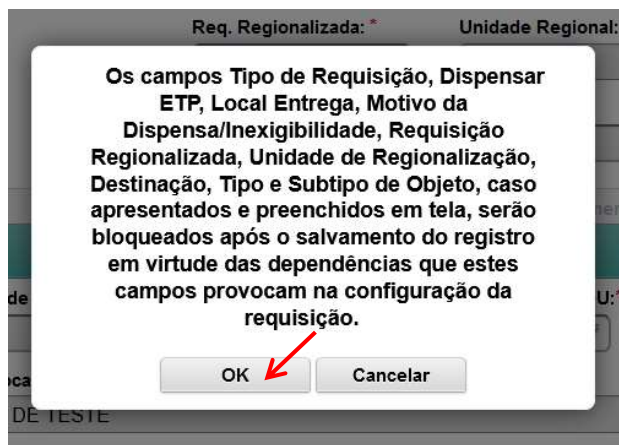 Req. Regionalizada: * Unidade Regional:
Os campos Tipo de Requisição, Dispensar
ETP, Local Entrega, Motivo da
Dispensa/Inexigibilidade, Requisição
Regionalizada, Unidade de Regionalização,
Destinação, Tipo e Subtipo de Objeto, caso
apresentados e preenchidos em tela, serão
bloqueados após o salvamento do registro
em virtude das dependências que estes
campos provocam na configuração da
requisição.
de U:*
OK Cancelar
DE TESTE